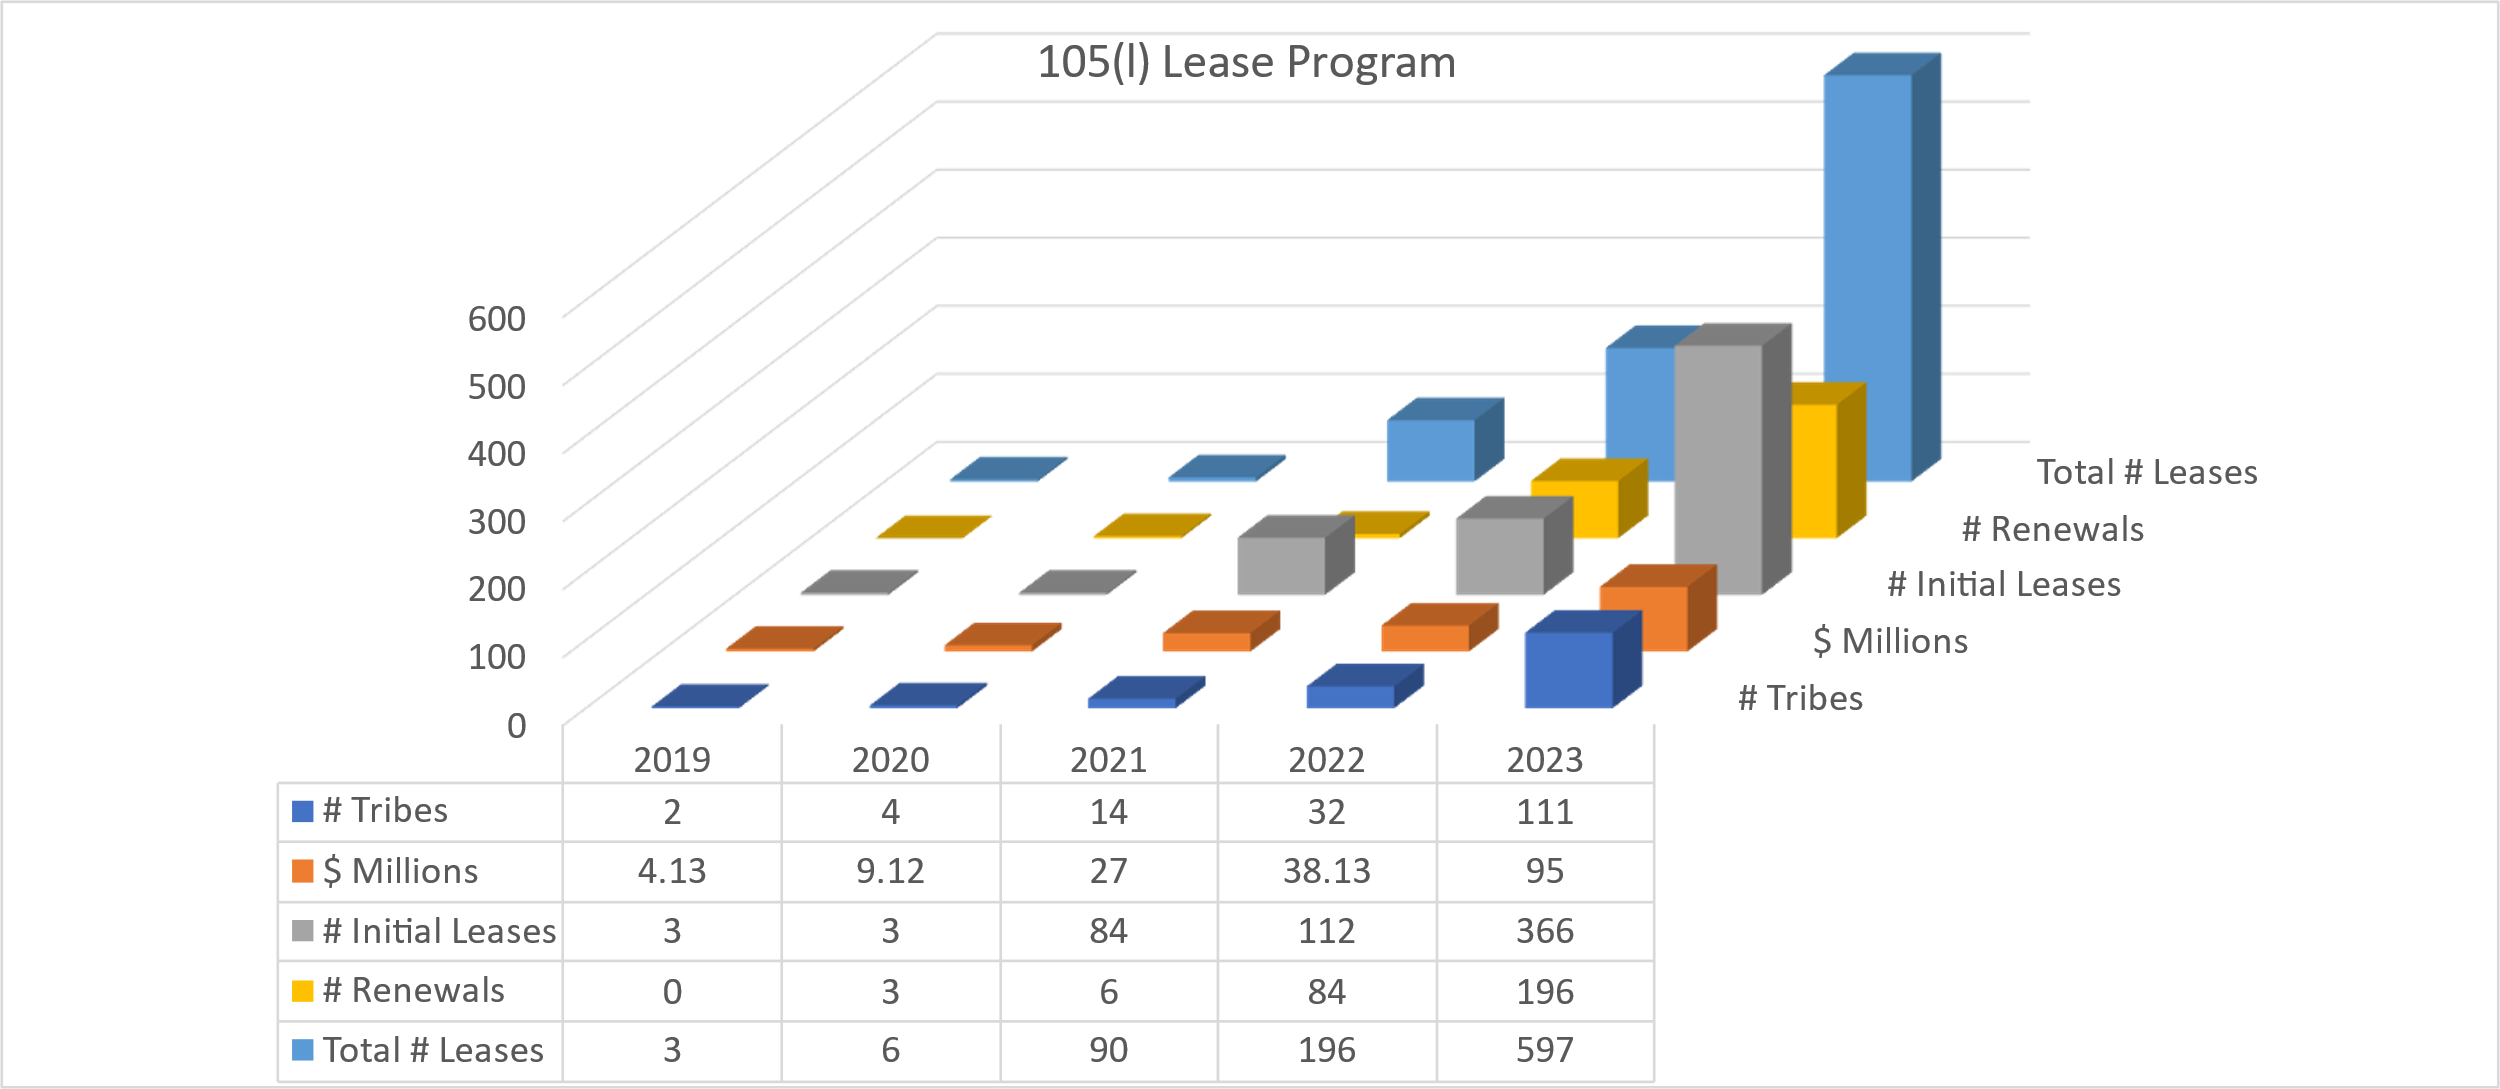 105(l) Lease Program
600
500
400
300
200
100
0
Total # Leases
# Renewals
# Initial Leases
$ Millions
# Tribes
2019 2020 2021 2022 2023
# Tribes 2 4 14 32 111
$ Millions 4.13 9.12 27 38.13 95
# Initial Leases 3 3 84 112 366
# Renewals 0 3 6 84 196
Total # Leases 3 6 90 196 597